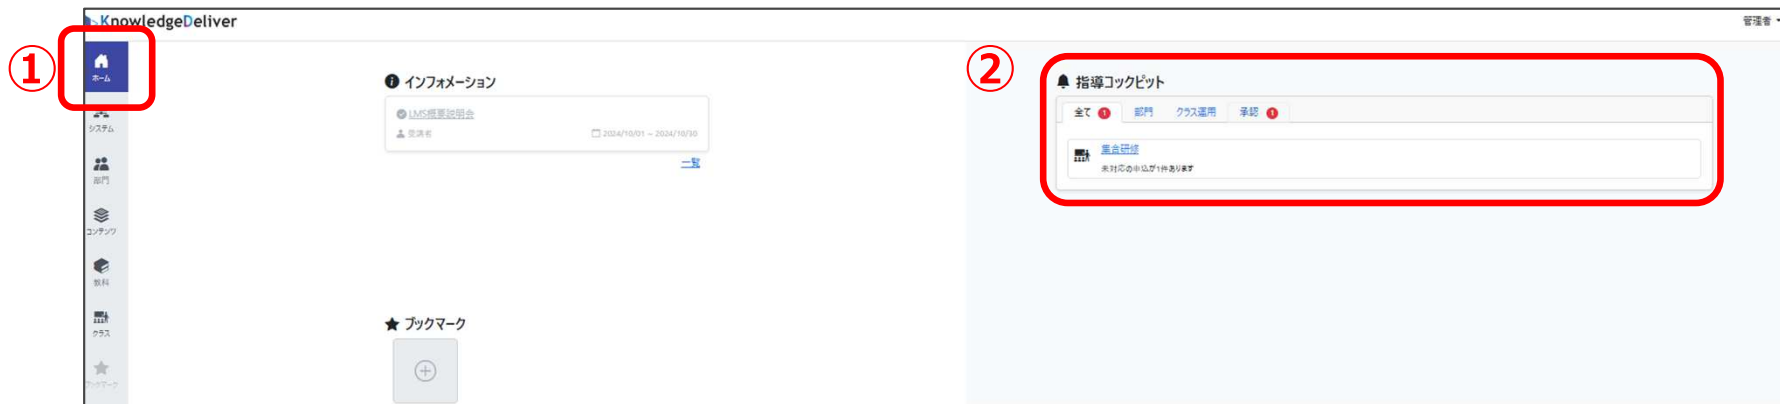 KnowledgeDeliver
管理者
①
ホーム
システム
部門
コンテンツ
教科
クラス
ブックマーク
インフォメーション
LMS概要説明会
受講者
2024/10/01 ~ 2024/10/30
一覧
ブックマーク
②
指導コックピット
全て 1 部門 クラス運用 承認 1
集合研修
未対応の申込が1件あります